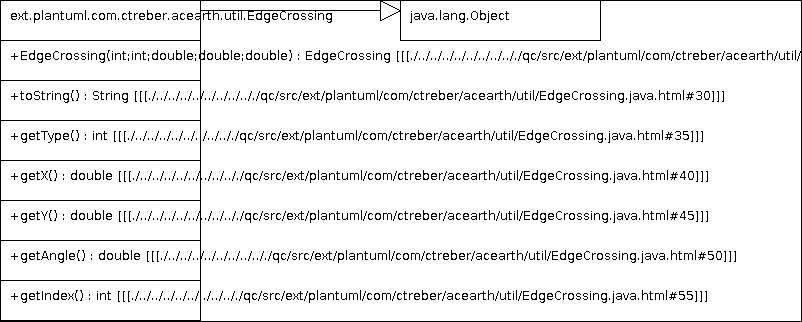 ext.plantuml.com.ctreber.acearth.util.EdgeCrossing
java.lang.Object
+EdgeCrossing(int;int;double;double;double) : EdgeCrossing [[[./../../../../../../../../../../qc/src/ext/plantuml/com/ctreber/acearth/util/
+toString() : String [[[./../../../../../../../../../../qc/src/ext/plantuml/com/ctreber/acearth/util/EdgeCrossing.java.html#30]]]
+getType() : int [[[./../../../../../../../../../../qc/src/ext/plantuml/com/ctreber/acearth/util/EdgeCrossing.java.html#35]]]
+getX() : double [[[./../../../../../../../../../../qc/src/ext/plantuml/com/ctreber/acearth/util/EdgeCrossing.java.html#40]]]
+getY() : double [[[./../../../../../../../../../../qc/src/ext/plantuml/com/ctreber/acearth/util/EdgeCrossing.java.html#45]]]
+getAngle() : double [[[./../../../../../../../../../../qc/src/ext/plantuml/com/ctreber/acearth/util/EdgeCrossing.java.html#50]]]
+getIndex() : int [[[./../../../../../../../../../../qc/src/ext/plantuml/com/ctreber/acearth/util/EdgeCrossing.java.html#55]]]